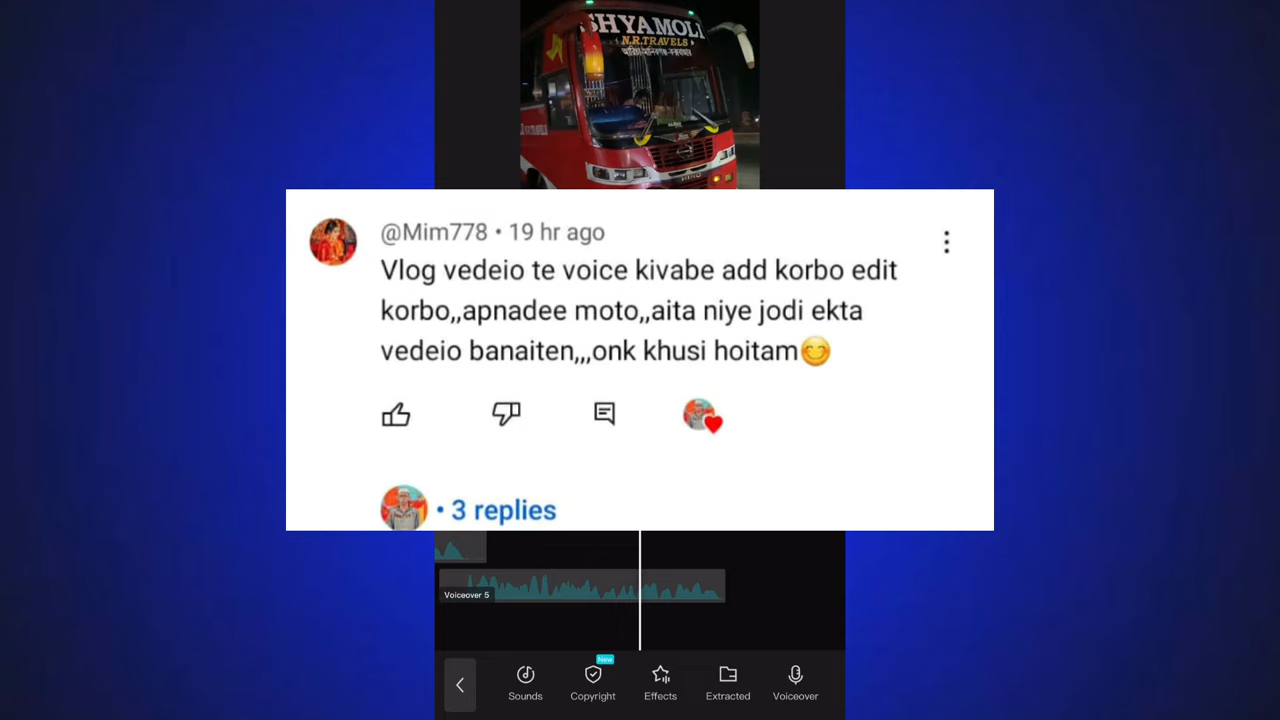 SHYAMOLI
N.R.TRAVELS
@Mim778 • 19 hr ago
Vlog vedeio te voice kivabe add korbo edit
korbo,,apnadee moto,,aita niye jodi ekta
vedeio banaiten,,,onk khusi hoitam😊
• 3 replies
Voiceover 5
New
Sounds Copyright Effects Extracted Voiceover